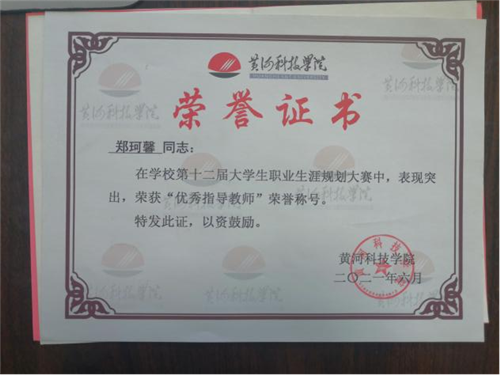 黄河科技学院
荣誉证书
郑珂馨 同志:
在学校第十二届大学生职业生涯规划大赛中,表现突
出,荣获“优秀指导教师”荣誉称号。
特发此证,以资鼓励。
黄河科技学院
二〇二一年六月